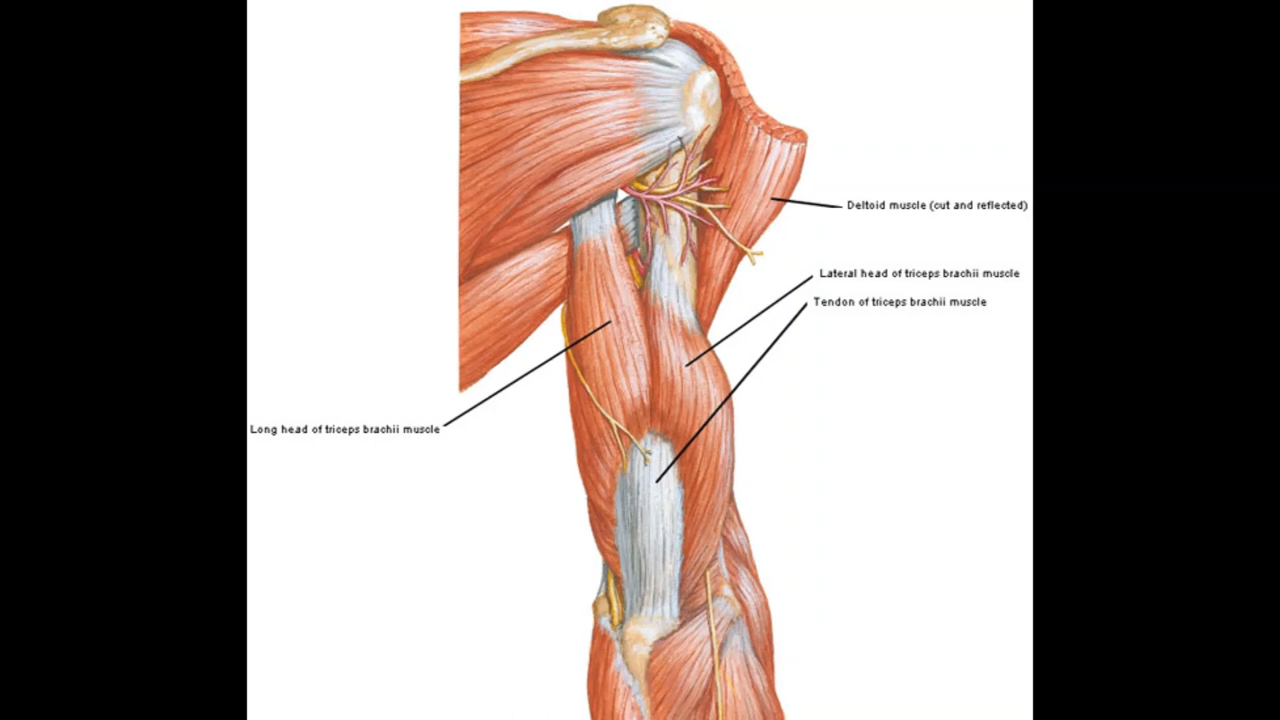 Deltoid muscle (cut and reflected)
Lateral head of triceps brachii muscle
Tendon of triceps brachii muscle
Long head of triceps brachii muscle